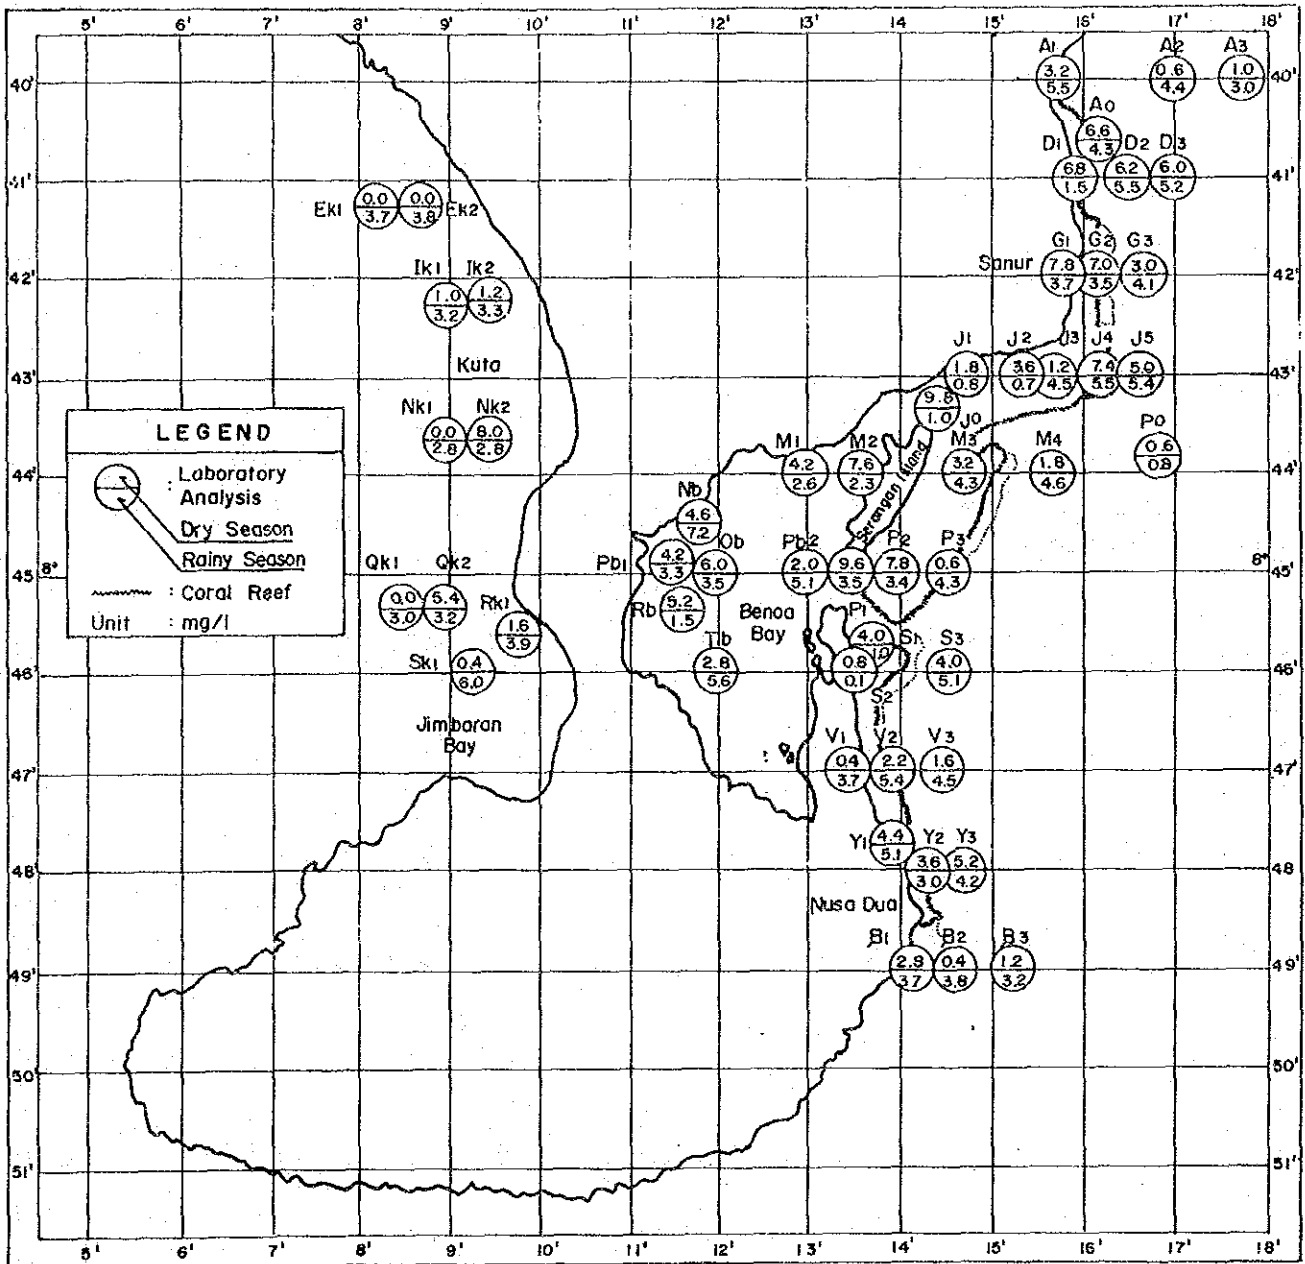 5' 6' 7' 8' 9' 10' 11' 12' 13' 14' 15' 16' 17' 18'
A1 A2 A3
40' 3.2 0.6 1.0 40'
5.5 4.4 3.0
A0
6.6
4.3
D1 D2 D3
41' 6.8 6.2 6.0 41'
1.5 5.5 5.2
Ek1 0.0 0.0 Ek2
3.7 3.8
G1 G2 G3
Sanur
42' 7.8 7.0 3.0 42'
3.7 3.5 4.1
Ik1 Ik2
1.0 1.2
3.2 3.3
J1 J2 J3 J4 J5
Kuta
43' 1.8 3.6 1.2 7.4 5.0 43'
0.8 0.7 4.5 5.5 5.4
9.8
1.0
J0
Nk1 Nk2
0.0 8.0
2.8 2.8
LEGEND
: Laboratry
Analysis
Dry Season
Rainy Season
: Coral Reef
Unit : mg/l
M1 M2 M3 M4 P0
44' 4.2 7.6 3.2 1.8 0.6 44'
2.6 2.3 4.3 4.6 0.8
Serangan Island
Nb
4.6
7.2
Pb1 Ob Pb2 P1 P2 P3
8°
45' 4.2 6.0 2.0 9.6 7.8 0.6 45'
3.3 3.5 5.1 3.5 3.4 4.3
Qk1 Qk2
0.0 5.4
3.0 3.2
Rk1
1.6
3.9
Rb 5.2
1.5
Benoa
Bay
Sk1
46' 0.4 46'
6.0
Tb
2.8
5.6
S1 S3
4.0 0.8 4.0
1.0 0.1 5.1
S2
Jimbaran
Bay
V1 V2 V3
47' 0.4 2.2 1.6 47'
3.7 5.4 4.5
Y1 Y2 Y3
48' 4.4 3.6 5.2 48'
5.1 3.0 4.2
Nusa Dua
B1 B2 B3
49' 2.9 0.4 1.2 49'
3.7 3.8 3.2
50' 50'
51' 51'
5' 6' 7' 8' 9' 10' 11' 12' 13' 14' 15' 16' 17' 18'